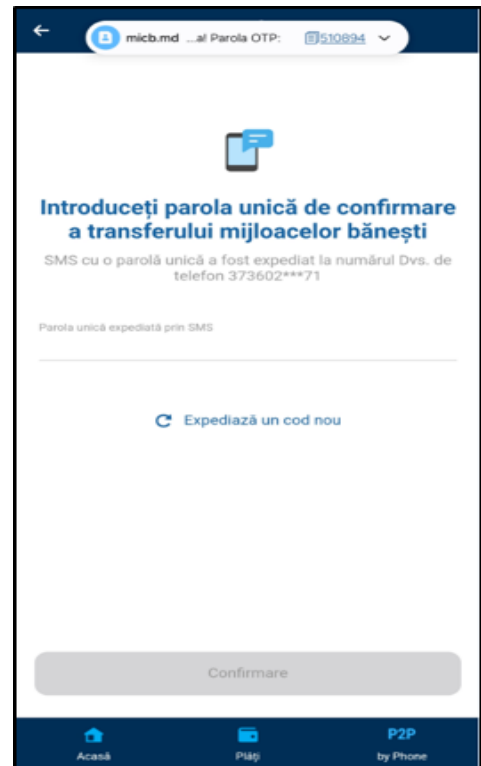 micb.md ...a! Parola OTP: 510894
Introduceți parola unică de confirmare
a transferului mijloacelor bănești
SMS cu o parolă unică a fost expediat la numărul Dvs. de
telefon 373602***71
Parola unică expediată prin SMS
Expediază un cod nou
Confirmare
P2P
Acasă Plăți by Phone